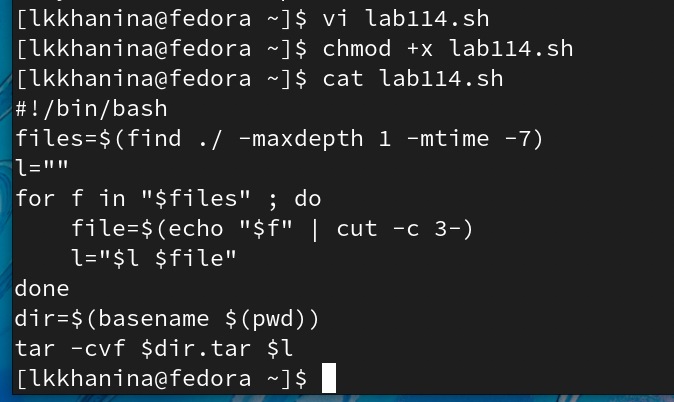 [lkkhanina@fedora ~]$ vi lab114.sh
[lkkhanina@fedora ~]$ chmod +x lab114.sh
[lkkhanina@fedora ~]$ cat lab114.sh
#!/bin/bash
files=$(find ./ -maxdepth 1 -mtime -7)
l=""
for f in "$files" ; do
    file=$(echo "$f" | cut -c 3-)
    l="$l $file"
done
dir=$(basename $(pwd))
tar -cvf $dir.tar $l
[lkkhanina@fedora ~]$